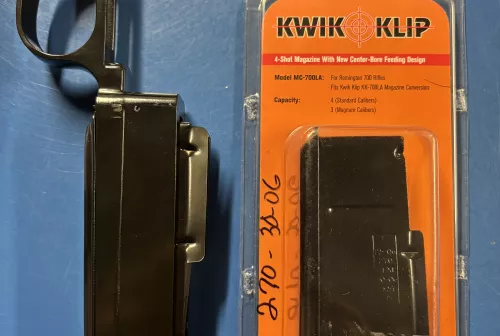 KWIK KLIP
4-Shot Magazine With New Center-Bore Feeding Design
Model MC-700LA: For Remington 700 Rifles
Fits Kwik Klip KK-700LA Magazine Conversion
Capacity: 4 (Standard Calibers)
3 (Magnum Calibers)
270-30-06